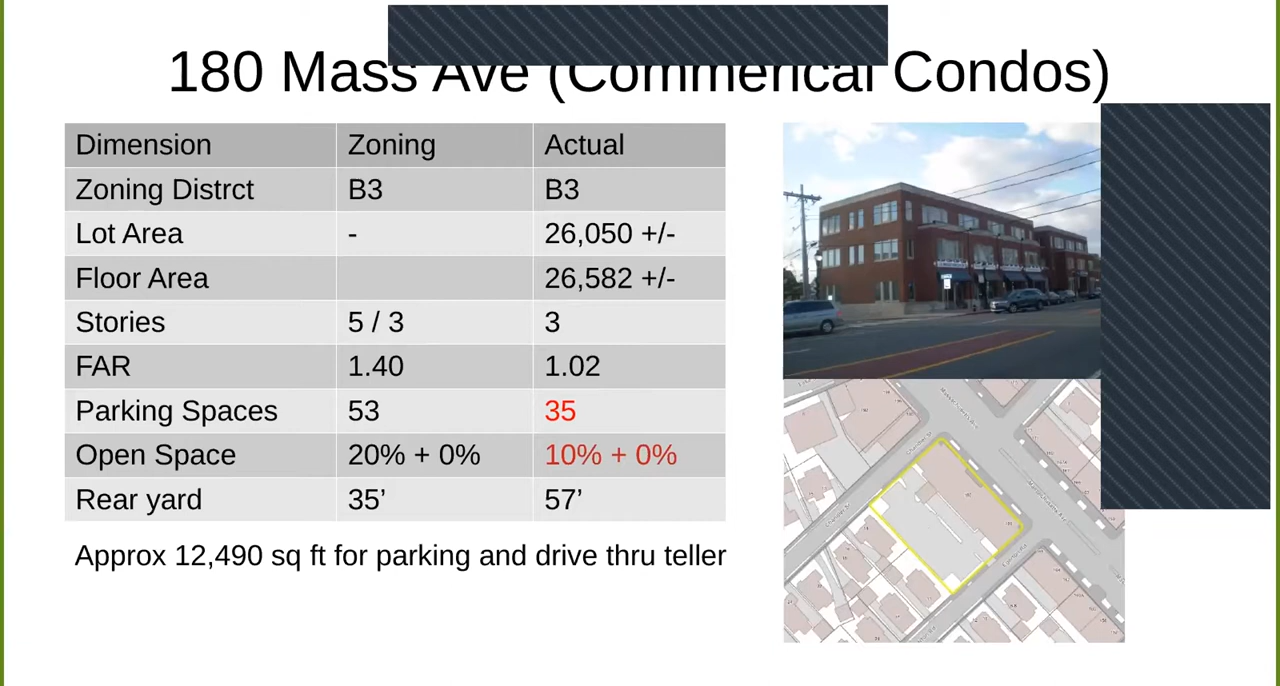 180 Mass Ave (Commerical Condos)
Dimension Zoning Actual
Zoning Distrct B3 B3
Lot Area - 26,050 +/-
Floor Area 26,582 +/-
Stories 5 / 3 3
FAR 1.40 1.02
Parking Spaces 53 35
Open Space 20% + 0% 10% + 0%
Rear yard 35’ 57’
Approx 12,490 sq ft for parking and drive thru teller